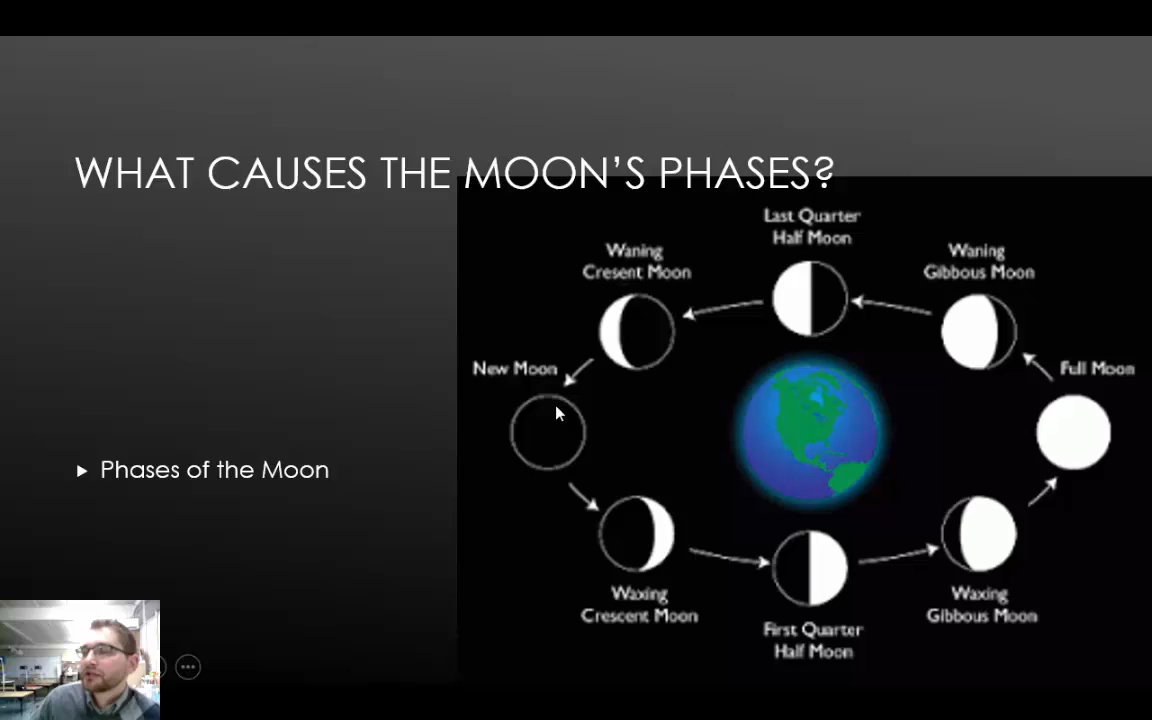 WHAT CAUSES THE MOON'S PHASES?
Last Quarter
Half Moon
Waning
Cresent Moon
Waning
Gibbous Moon
New Moon
Full Moon
Phases of the Moon
Waxing
Crescent Moon
Waxing
Gibbous Moon
First Quarter
Half Moon